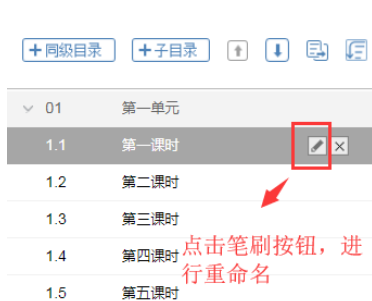 +同级目录 +子目录
01 第一单元
1.1 第一课时
1.2 第二课时
1.3 第三课时
1.4 第四课时
点击笔刷按钮，进
行重命名
1.5 第五课时